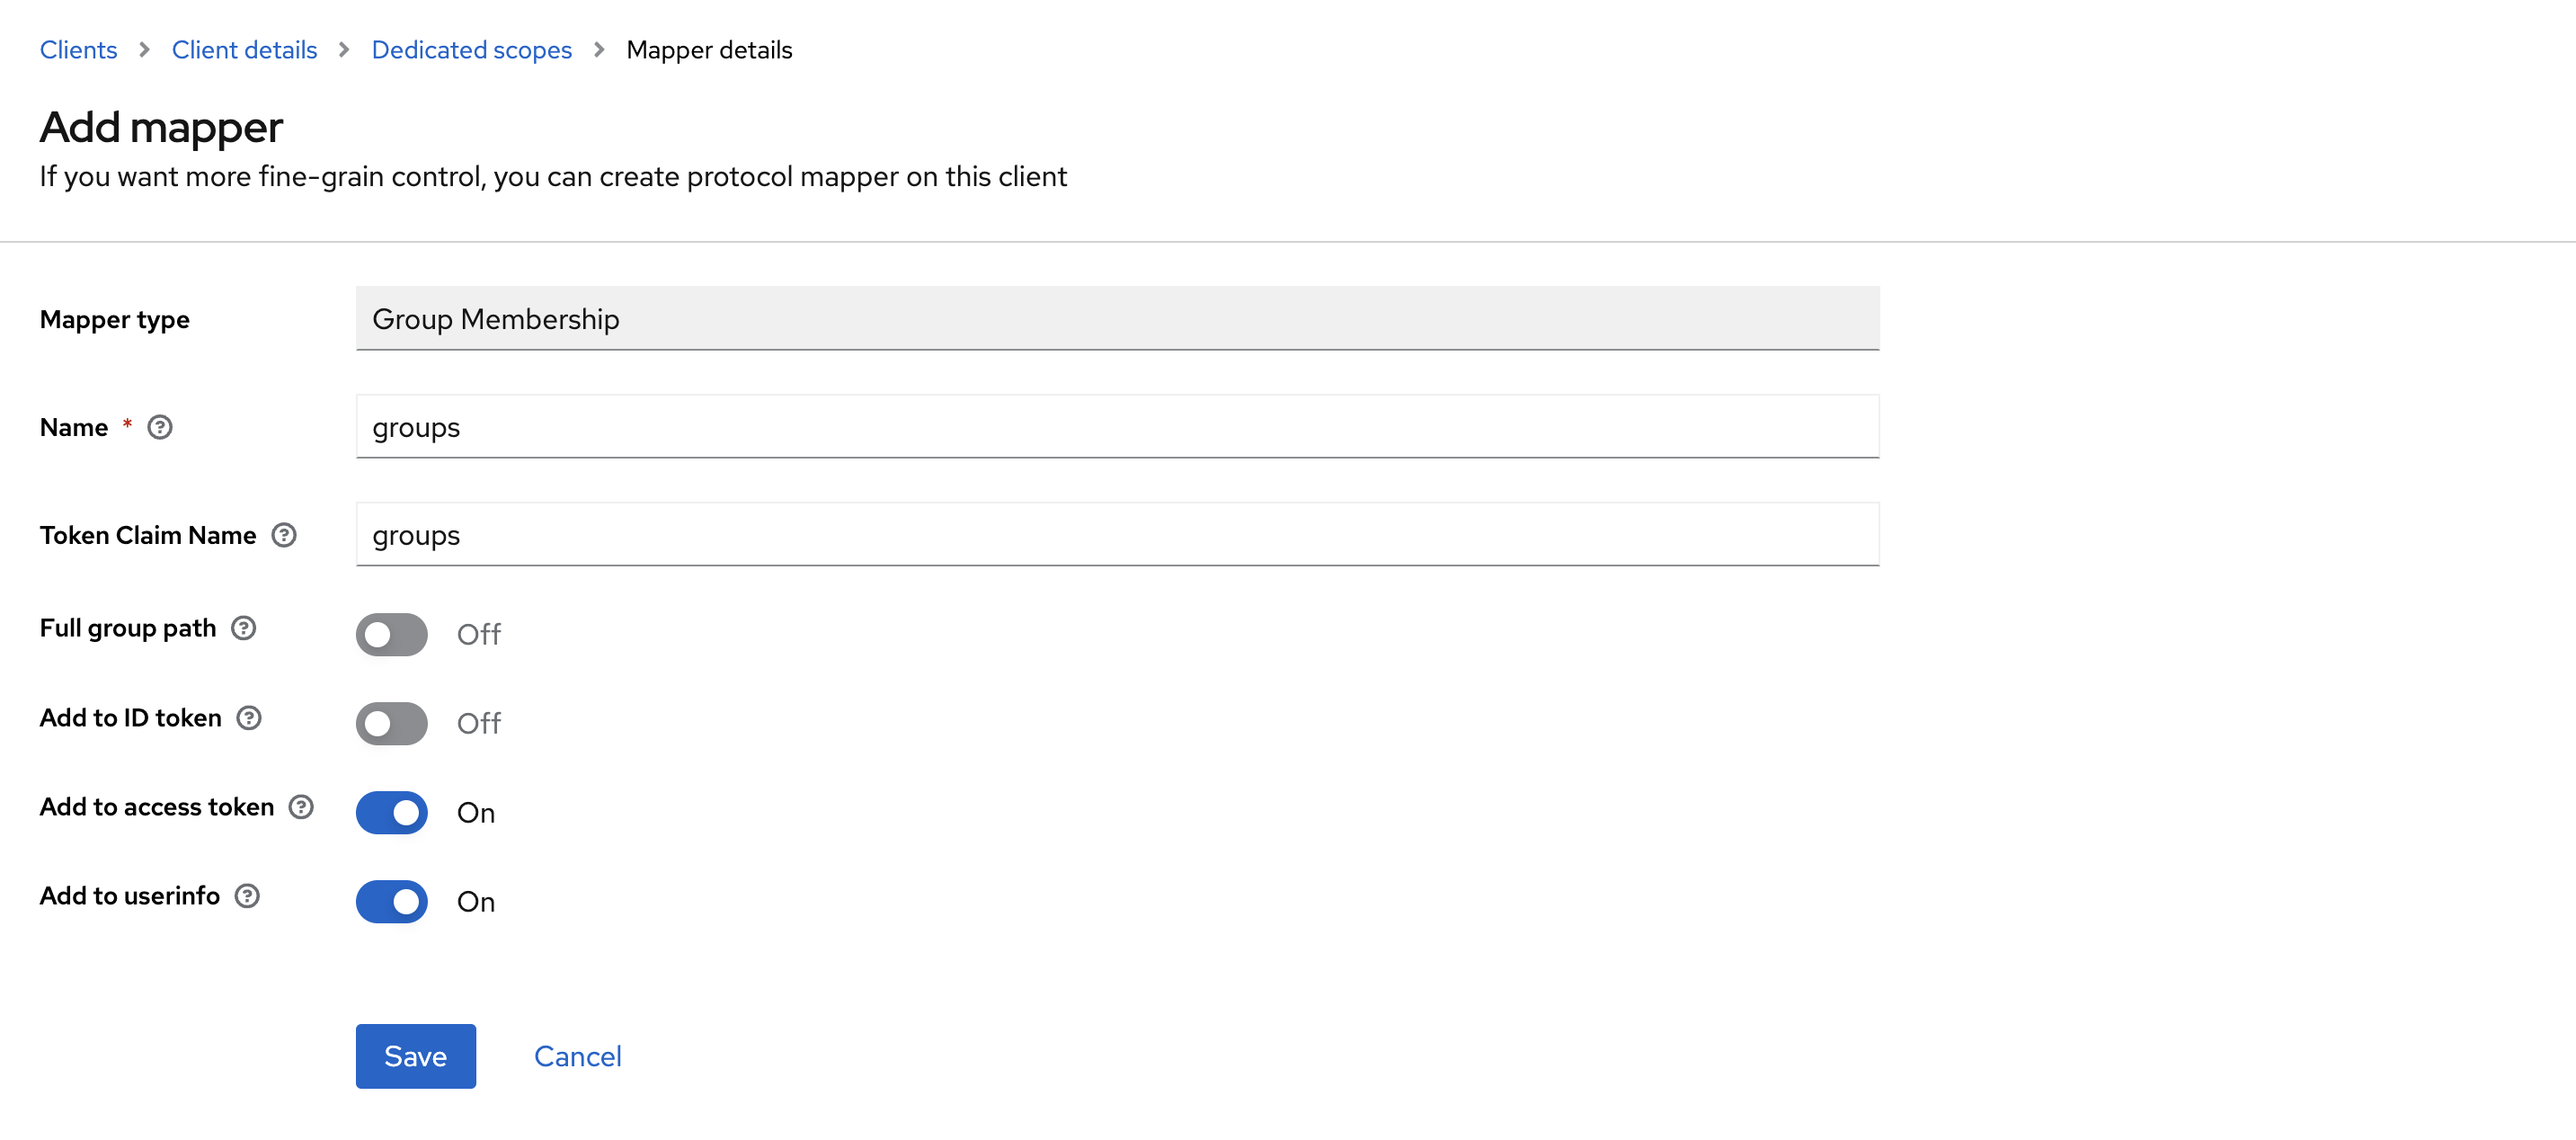 Clients > Client details > Dedicated scopes > Mapper details
Add mapper
If you want more fine-grain control, you can create protocol mapper on this client
Mapper type Group Membership
Name * groups
Token Claim Name groups
Full group path Off
Add to ID token Off
Add to access token On
Add to userinfo On
Save Cancel